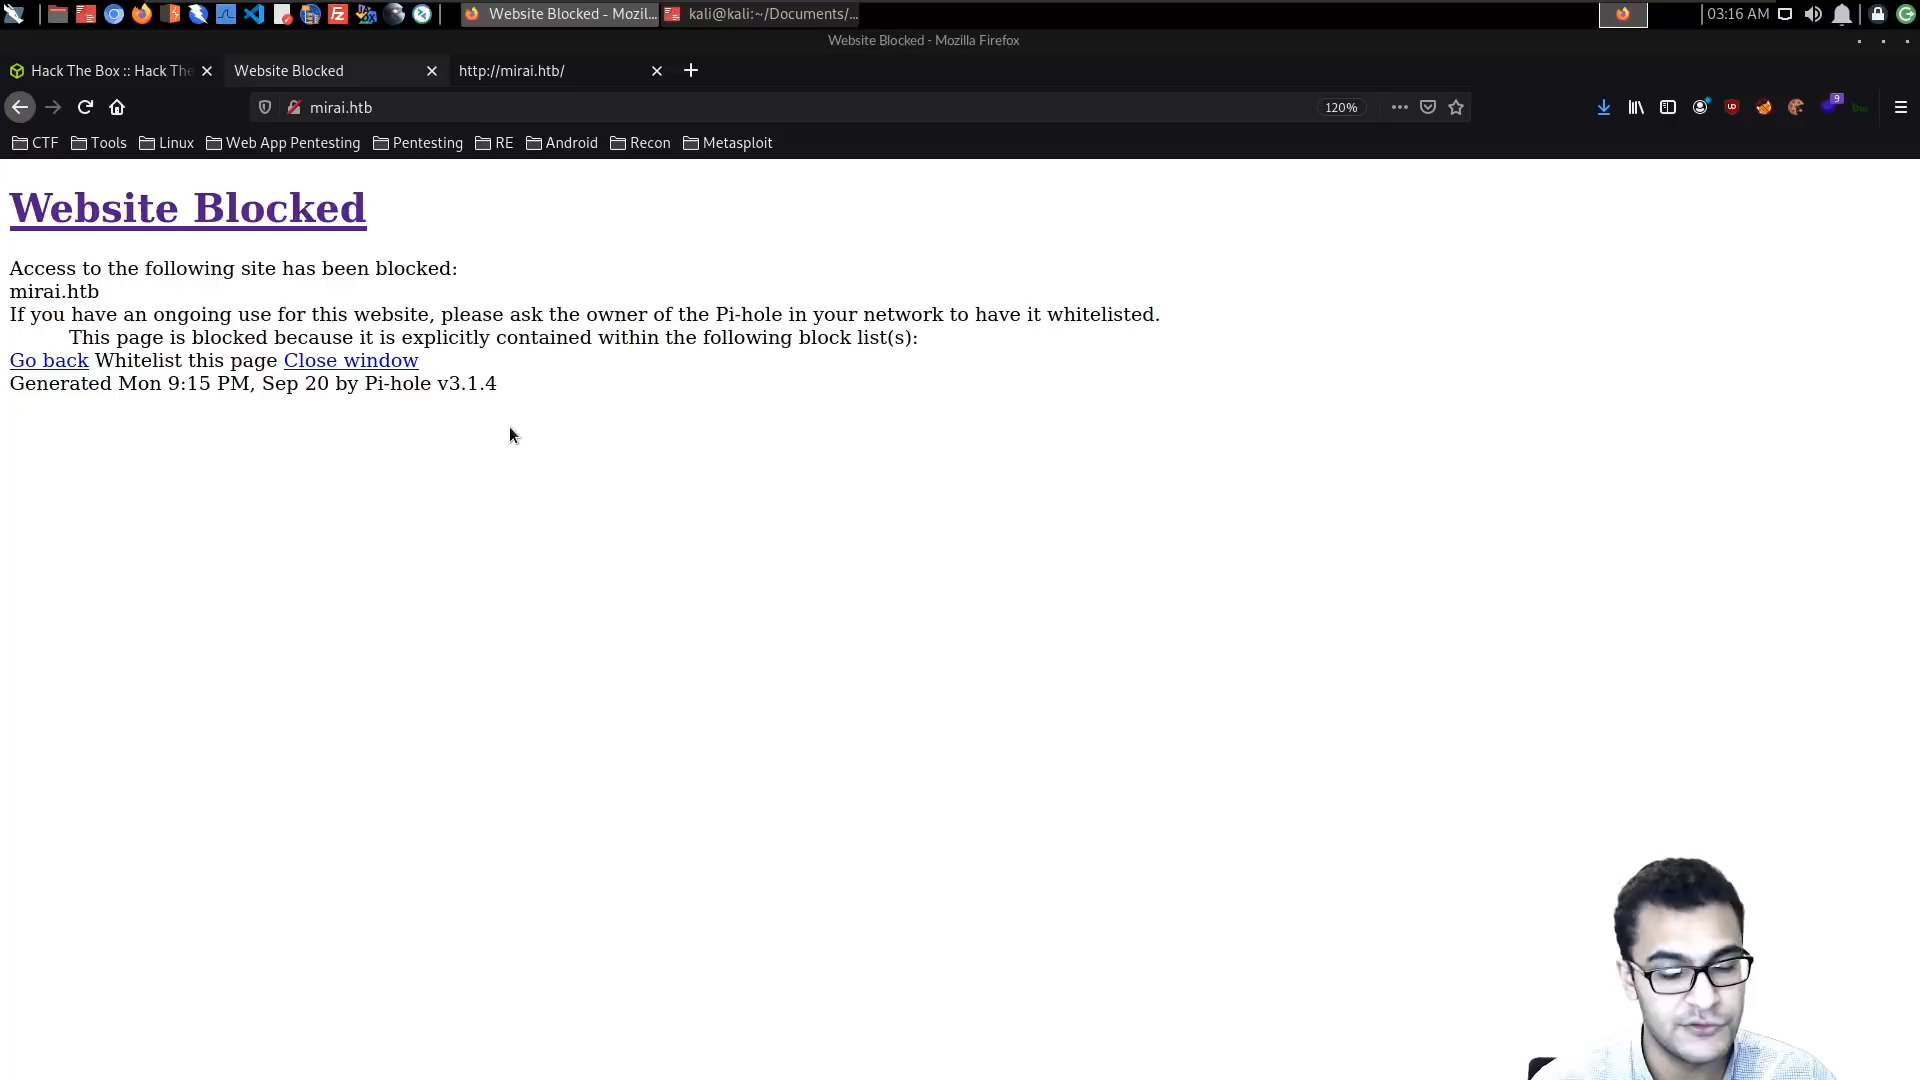 Website Blocked - Mozil...
kali@kali:~/Documents/...
03:16 AM
Website Blocked - Mozilla Firefox
Hack The Box :: Hack The
Website Blocked
http://mirai.htb/
mirai.htb
120%
9
CTF Tools Linux Web App Pentesting Pentesting RE Android Recon Metasploit
Website Blocked
Access to the following site has been blocked:
mirai.htb
If you have an ongoing use for this website, please ask the owner of the Pi-hole in your network to have it whitelisted.
This page is blocked because it is explicitly contained within the following block list(s):
Go back Whitelist this page Close window
Generated Mon 9:15 PM, Sep 20 by Pi-hole v3.1.4